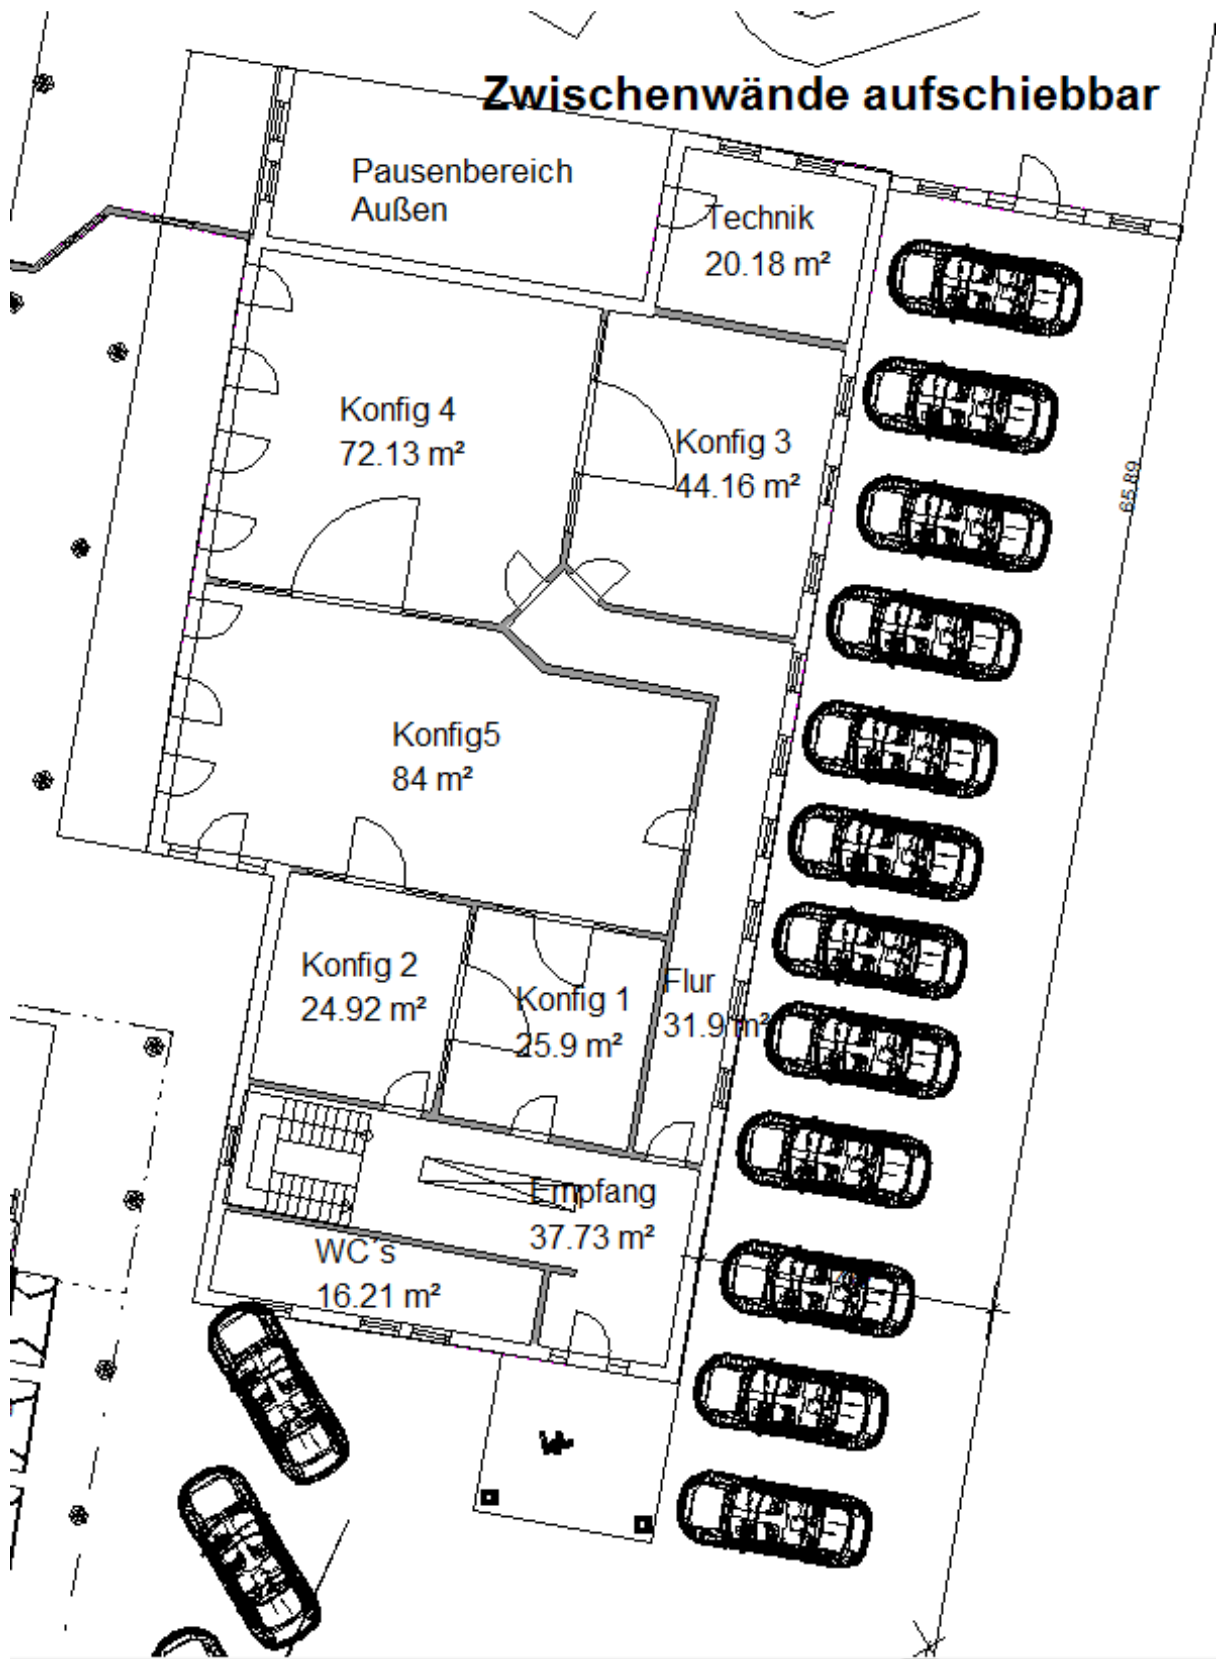 Zwischenwände aufschiebbar
Pausenbereich
Außen
Technik
20.18 m²
Konfig 4
72.13 m²
Konfig 3
44.16 m²
65.89
Konfig5
84 m²
Konfig 2
24.92 m²
Konfig 1
25.9 m²
Flur
31.9 m²
Empfang
37.73 m²
WC´s
16.21 m²